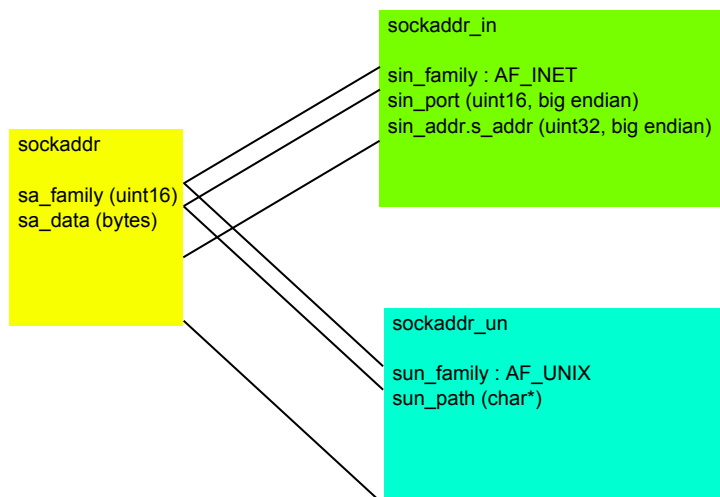 sockaddr_in
sin_family : AF_INET
sin_port (uint16, big endian)
sin_addr.s_addr (uint32, big endian)
sockaddr
sa_family (uint16)
sa_data (bytes)
sockaddr_un
sun_family : AF_UNIX
sun_path (char*)